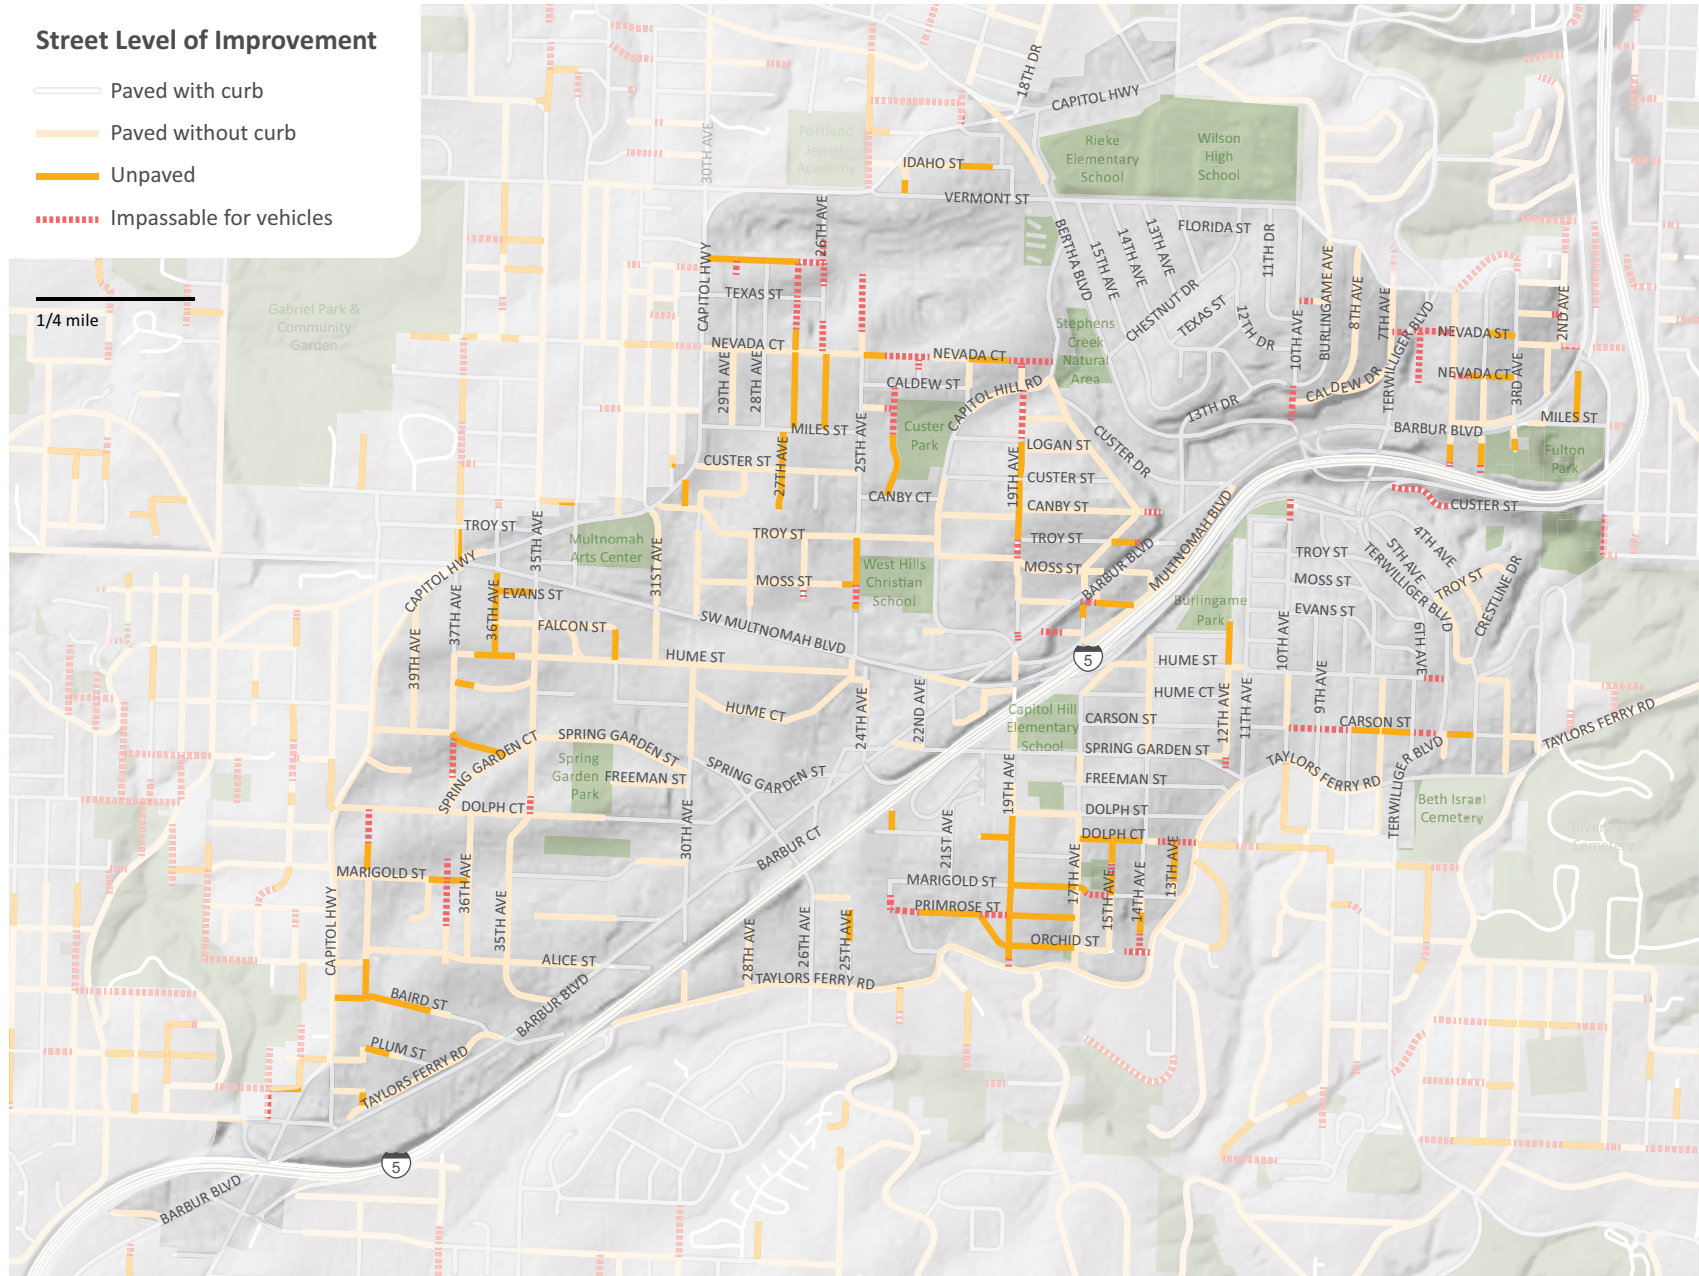 Street Level of Improvement
Paved with curb
Paved without curb
Unpaved
Impassable for vehicles
1/4 mile
18TH DR
CAPITOL HWY
30TH AVE
Portland
Jewish
Academy
Rieke
Elementary
School
Wilson
High
School
IDAHO ST
VERMONT ST
26TH AVE
CAPITOL HWY
TEXAS ST
BERTHA BLVD
15TH AVE
14TH AVE
13TH AVE
FLORIDA ST
11TH DR
CHESTNUT DR
TEXAS ST
12TH DR
10TH AVE
BURLINGAME AVE
8TH AVE
7TH AVE
TERWILLIGER BLVD
NEVADA ST
2ND AVE
Gabriel Park &
Community
Garden
Stephens
Creek
Natural
Area
NEVADA CT
NEVADA CT
29TH AVE
28TH AVE
CALDEW ST
CAPITOL HILL RD
CALDEW DR
NEVADA CT
3RD AVE
13TH DR
MILES ST
MILES ST
BARBUR BLVD
25TH AVE
Custer
Park
LOGAN ST
CUSTER DR
Fulton
Park
CUSTER ST
27TH AVE
19TH AVE
CUSTER ST
CANBY CT
CANBY ST
CUSTER ST
TROY ST
35TH AVE
Multnomah
Arts Center
31ST AVE
TROY ST
TROY ST
BARBUR BLVD
MULTNOMAH BLVD
TROY ST
4TH AVE
5TH AVE
TERWILLIGER BLVD
TROY ST
CRESTLINE DR
CAPITOL HWY
37TH AVE
36TH AVE
EVANS ST
MOSS ST
West Hills
Christian
School
MOSS ST
Burlingame
Park
MOSS ST
EVANS ST
FALCON ST
SW MULTNOMAH BLVD
39TH AVE
HUME ST
5
HUME ST
10TH AVE
6TH AVE
9TH AVE
HUME CT
24TH AVE
22ND AVE
Capitol Hill
Elementary
School
HUME CT
CARSON ST
12TH AVE
11TH AVE
CARSON ST
TAYLORS FERRY RD
SPRING GARDEN CT
SPRING GARDEN ST
Spring
Garden
Park
FREEMAN ST
SPRING GARDEN ST
SPRING GARDEN ST
FREEMAN ST
TAYLORS FERRY RD
TERWILLIGER BLVD
Beth Israel
Cemetery
Riverview
Cemetery
DOLPH CT
30TH AVE
19TH AVE
DOLPH ST
DOLPH CT
BARBUR CT
21ST AVE
MARIGOLD ST
36TH AVE
MARIGOLD ST
17TH AVE
15TH AVE
14TH AVE
13TH AVE
CAPITOL HWY
35TH AVE
PRIMROSE ST
28TH AVE
26TH AVE
25TH AVE
ORCHID ST
ALICE ST
TAYLORS FERRY RD
BAIRD ST
BARBUR BLVD
PLUM ST
TAYLORS FERRY RD
5
BARBUR BLVD